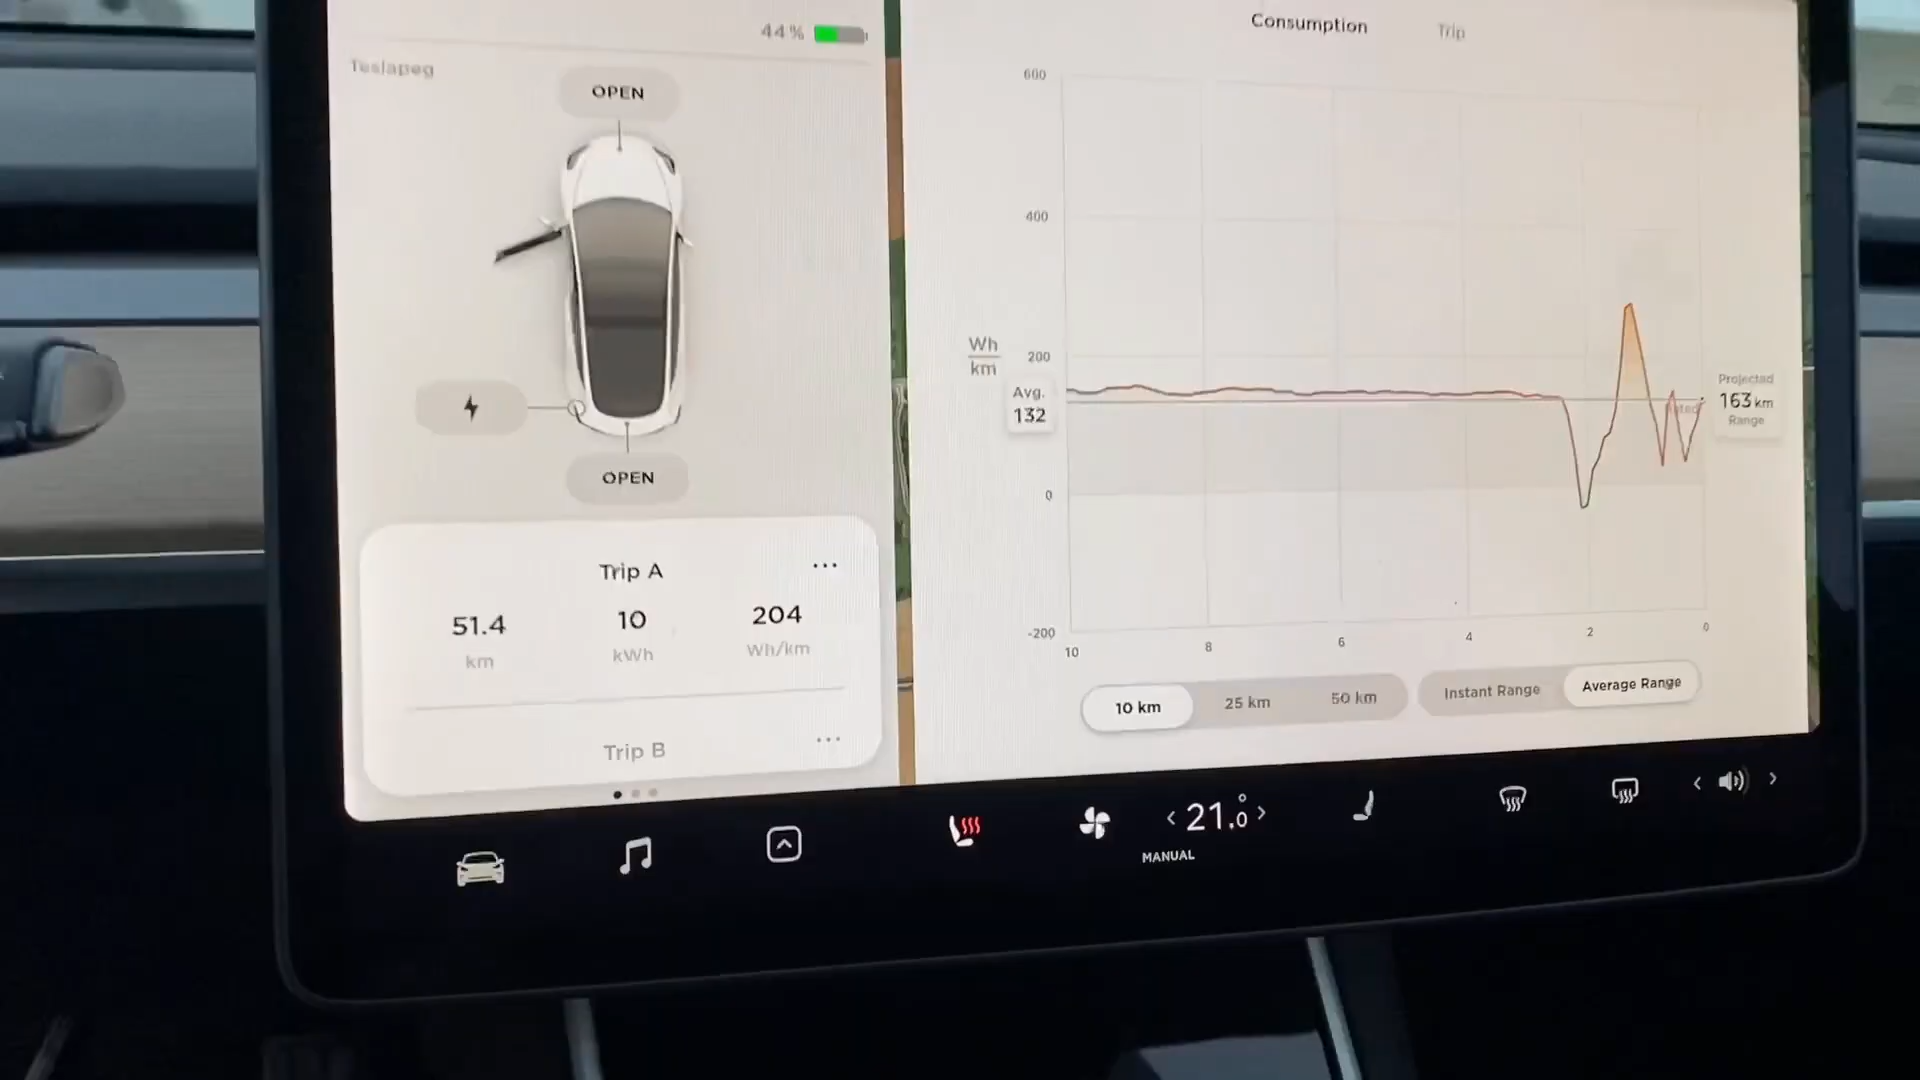 44%
Teslapeg
OPEN
OPEN
Trip A
...
51.4
10
204
km
kWh
Wh/km
Trip B
...
Consumption
Trip
600
400
200
0
-200
Wh
km
Avg.
132
Projected
163 km
Range
10
8
6
4
2
0
10 km
25 km
50 km
Instant Range
Average Range
< 21.0° >
MANUAL
< >